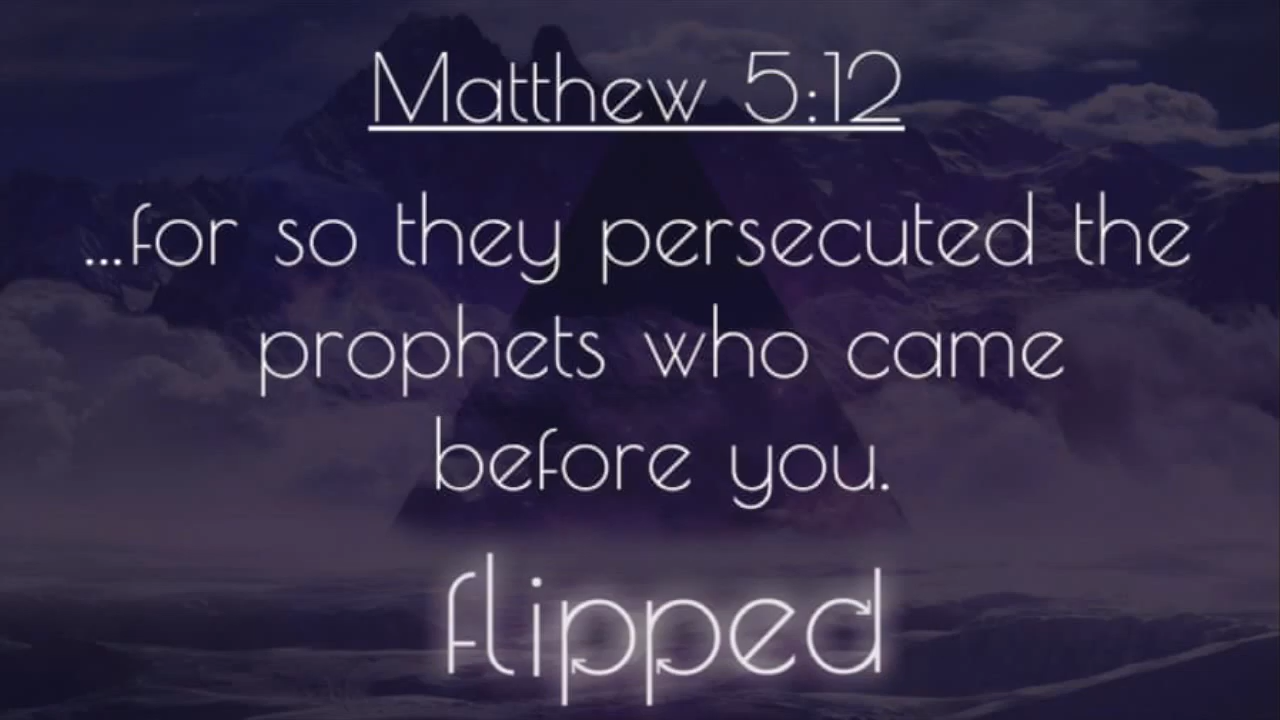 Matthew 5:12
...for so they persecuted the
prophets who came
before you.
flipped